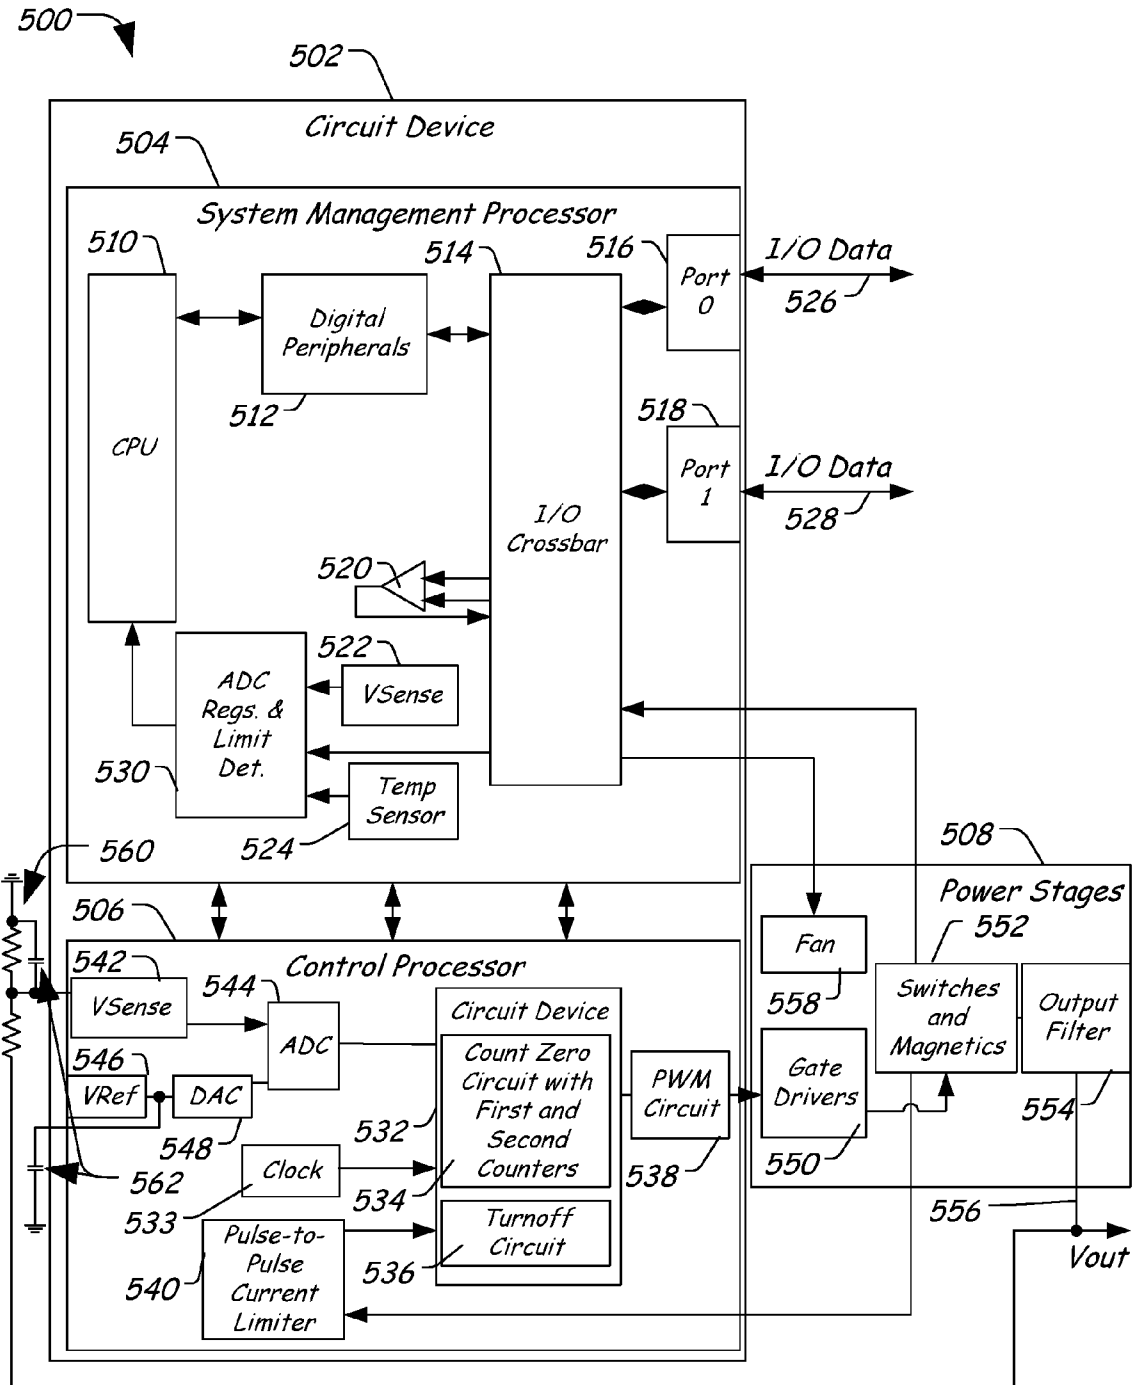 500
502
Circuit Device
504
System Management Processor
510
514
516
I/O Data
526
Port
0
Digital
Peripherals
512
518
I/O Data
528
Port
1
CPU
I/O
Crossbar
520
522
VSense
ADC
Regs. &
Limit
Det.
530
Temp
Sensor
524
560
508
Power Stages
506
Control Processor
552
542
VSense
544
ADC
Circuit Device
Fan
558
Switches
and
Magnetics
Output
Filter
554
546
VRef
DAC
548
Count Zero
Circuit with
First and
Second
Counters
532
534
PWM
Circuit
538
Gate
Drivers
550
562
Clock
533
556
Vout
Turnoff
Circuit
536
Pulse-to-
Pulse
Current
Limiter
540